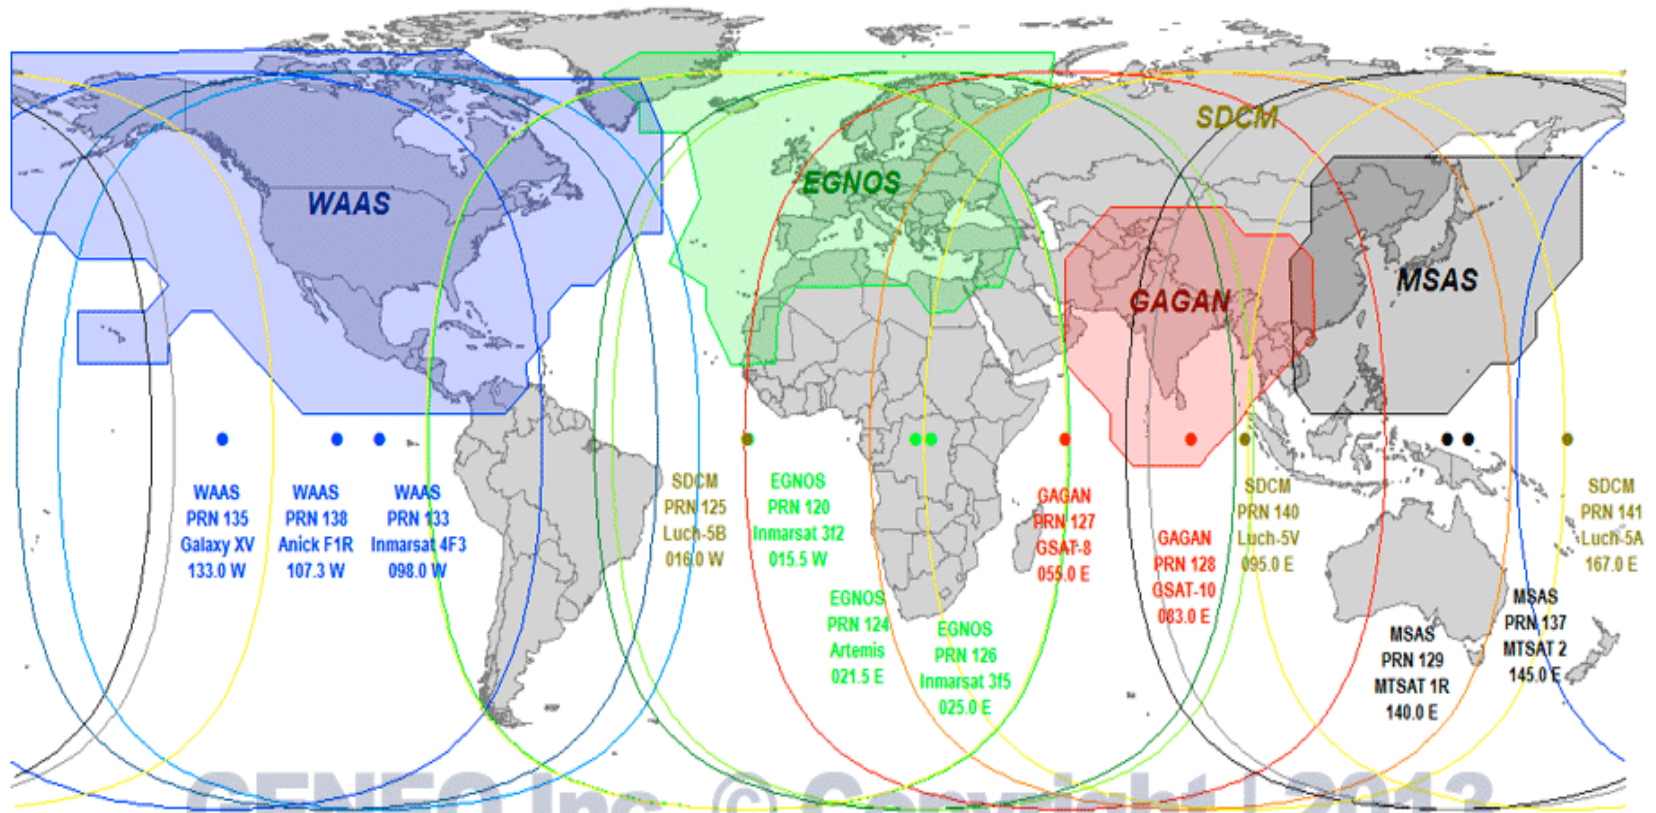 SDCM
EGNOS
WAAS
MSAS
GAGAN
WAAS
PRN 135
Galaxy XV
133.0 W
WAAS
PRN 138
Anick F1R
107.3 W
WAAS
PRN 133
Inmarsat 4F3
098.0 W
SDCM
PRN 125
Luch-5B
016.0 W
EGNOS
PRN 120
Inmarsat 3f2
015.5 W
EGNOS
PRN 124
Artemis
021.5 E
EGNOS
PRN 126
Inmarsat 3f5
025.0 E
GAGAN
PRN 127
GSAT-8
055.0 E
GAGAN
PRN 128
GSAT-10
083.0 E
SDCM
PRN 140
Luch-5V
095.0 E
MSAS
PRN 129
MTSAT 1R
140.0 E
MSAS
PRN 137
MTSAT 2
145.0 E
SDCM
PRN 141
Luch-5A
167.0 E
GENEQ Inc. © Copyright | 2013